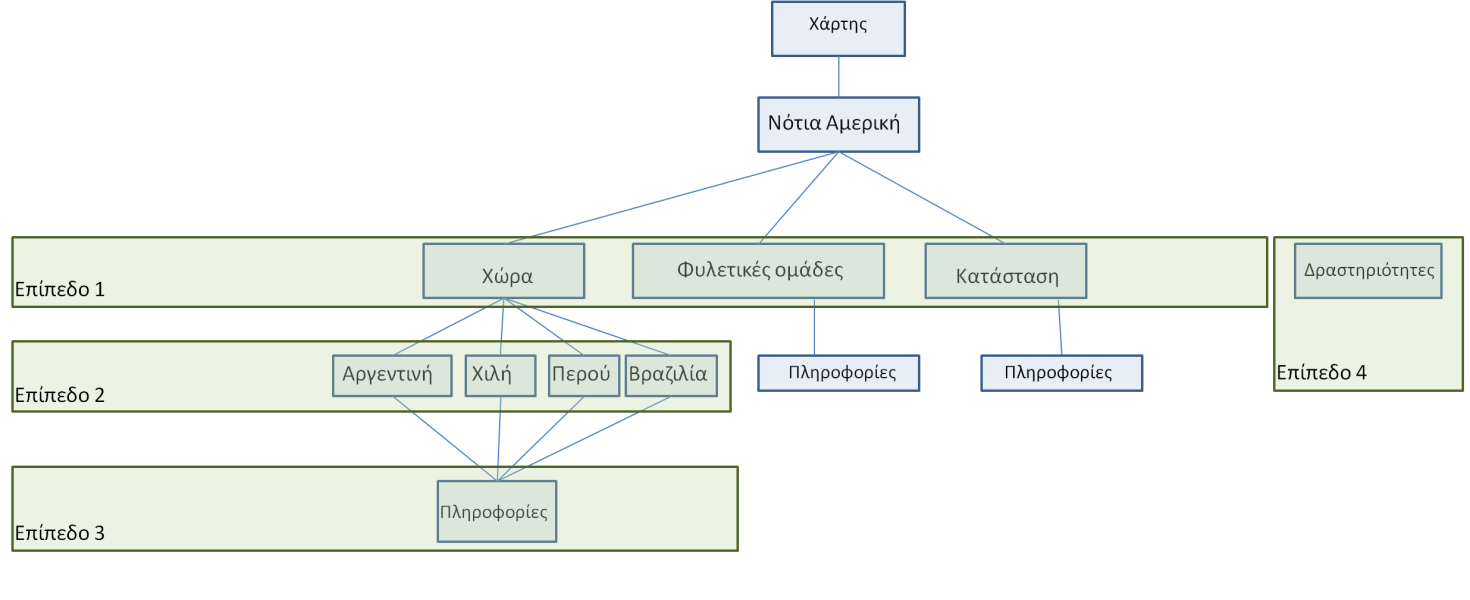 Χάρτης
Νότια Αμερική
Χώρα
Φυλετικές ομάδες
Κατάσταση
Δραστηριότητες
Επίπεδο 1
Αργεντινή
Χιλή
Περού
Βραζιλία
Πληροφορίες
Πληροφορίες
Επίπεδο 4
Επίπεδο 2
Πληροφορίες
Επίπεδο 3